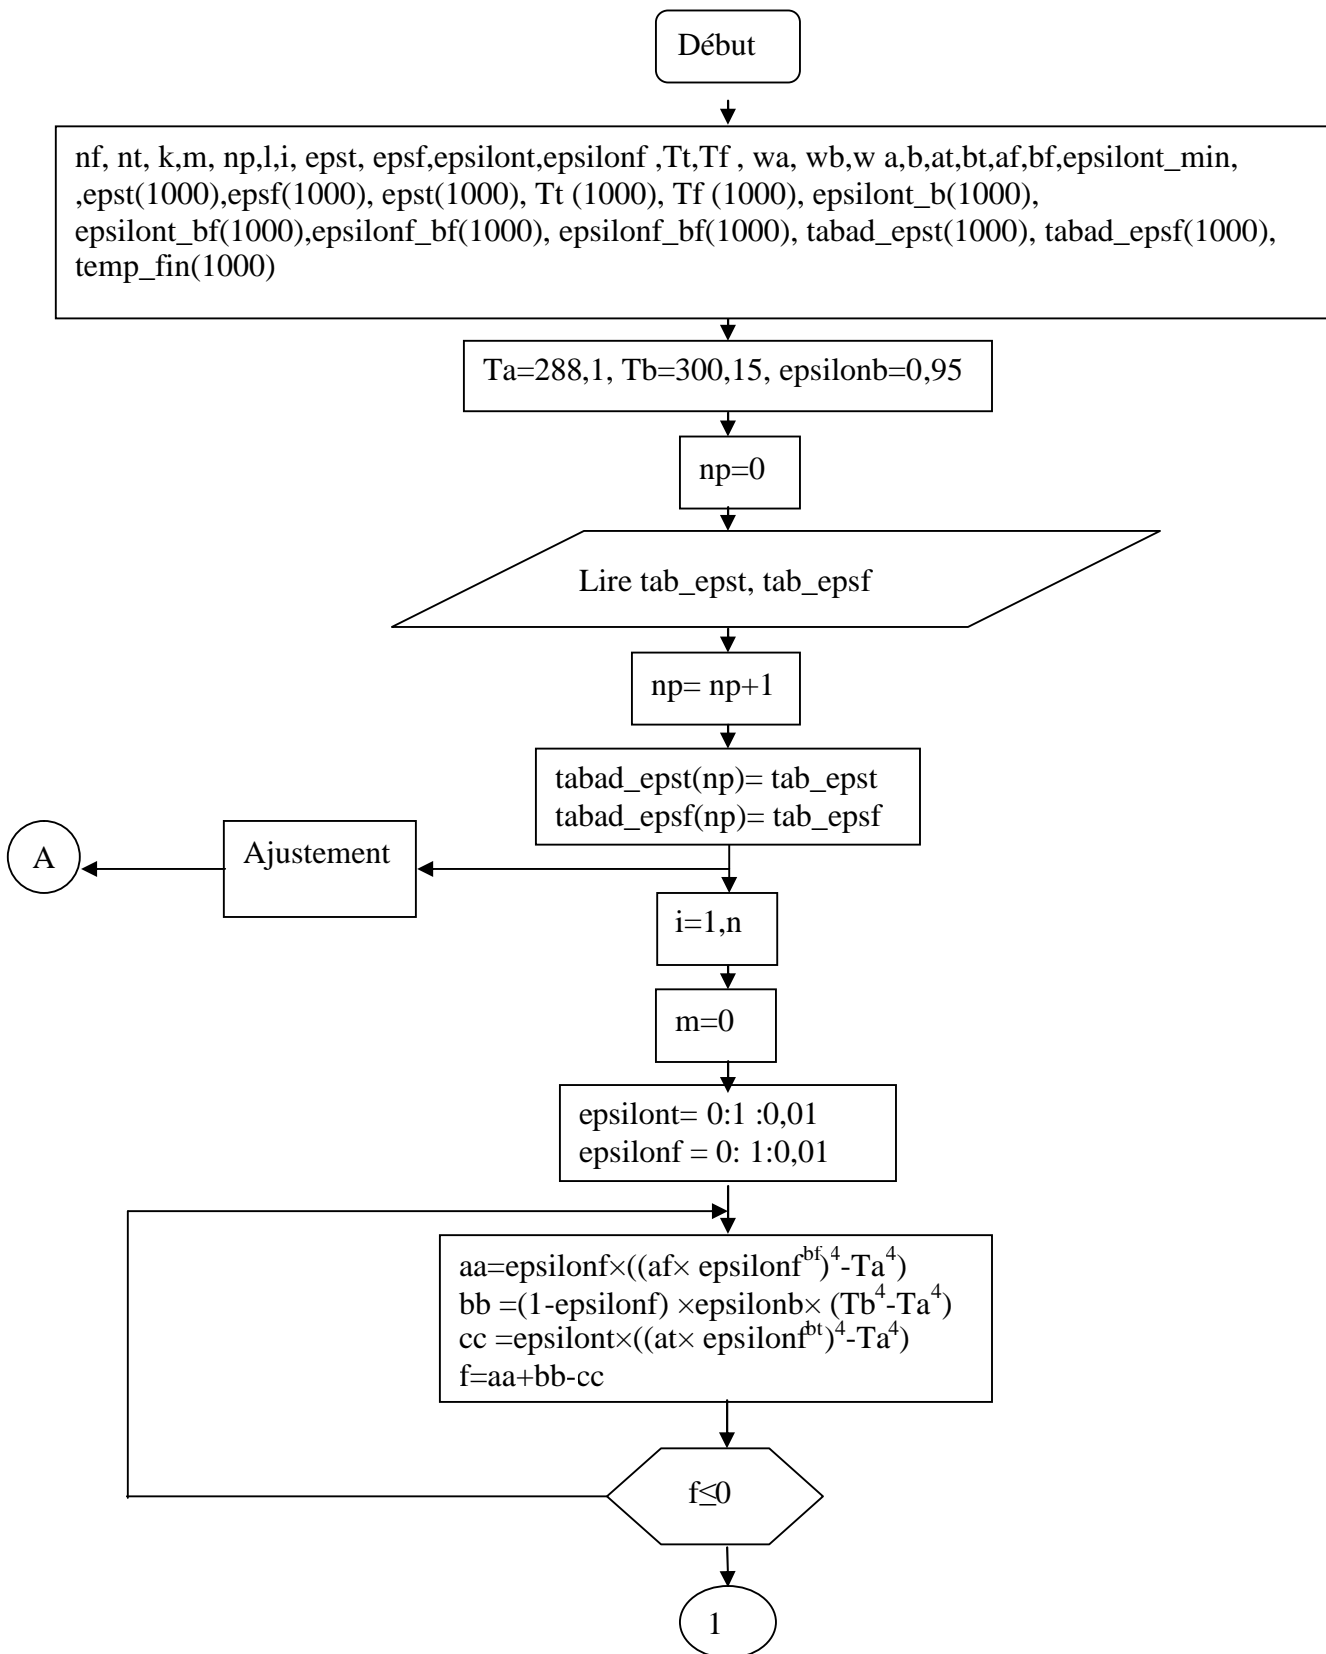 Début
nf, nt, k,m, np,l,i, epst, epsf,epsilont,epsilonf ,Tt,Tf , wa, wb,w a,b,at,bt,af,bf,epsilont_min,
,epst(1000),epsf(1000), epst(1000), Tt (1000), Tf (1000), epsilont_b(1000),
epsilont_bf(1000),epsilonf_bf(1000), epsilonf_bf(1000), tabad_epst(1000), tabad_epsf(1000),
temp_fin(1000)
Ta=288,1, Tb=300,15, epsilonb=0,95
np=0
Lire tab_epst, tab_epsf
np= np+1
tabad_epst(np)= tab_epst
tabad_epsf(np)= tab_epsf
A
Ajustement
i=1,n
m=0
epsilont= 0:1 :0,01
epsilonf = 0: 1:0,01
aa=epsilonf×((af× epsilonf^bf)^4-Ta^4)
bb =(1-epsilonf) ×epsilonb× (Tb^4-Ta^4)
cc =epsilont×((at× epsilonf^bt)^4-Ta^4)
f=aa+bb-cc
f≤0
1